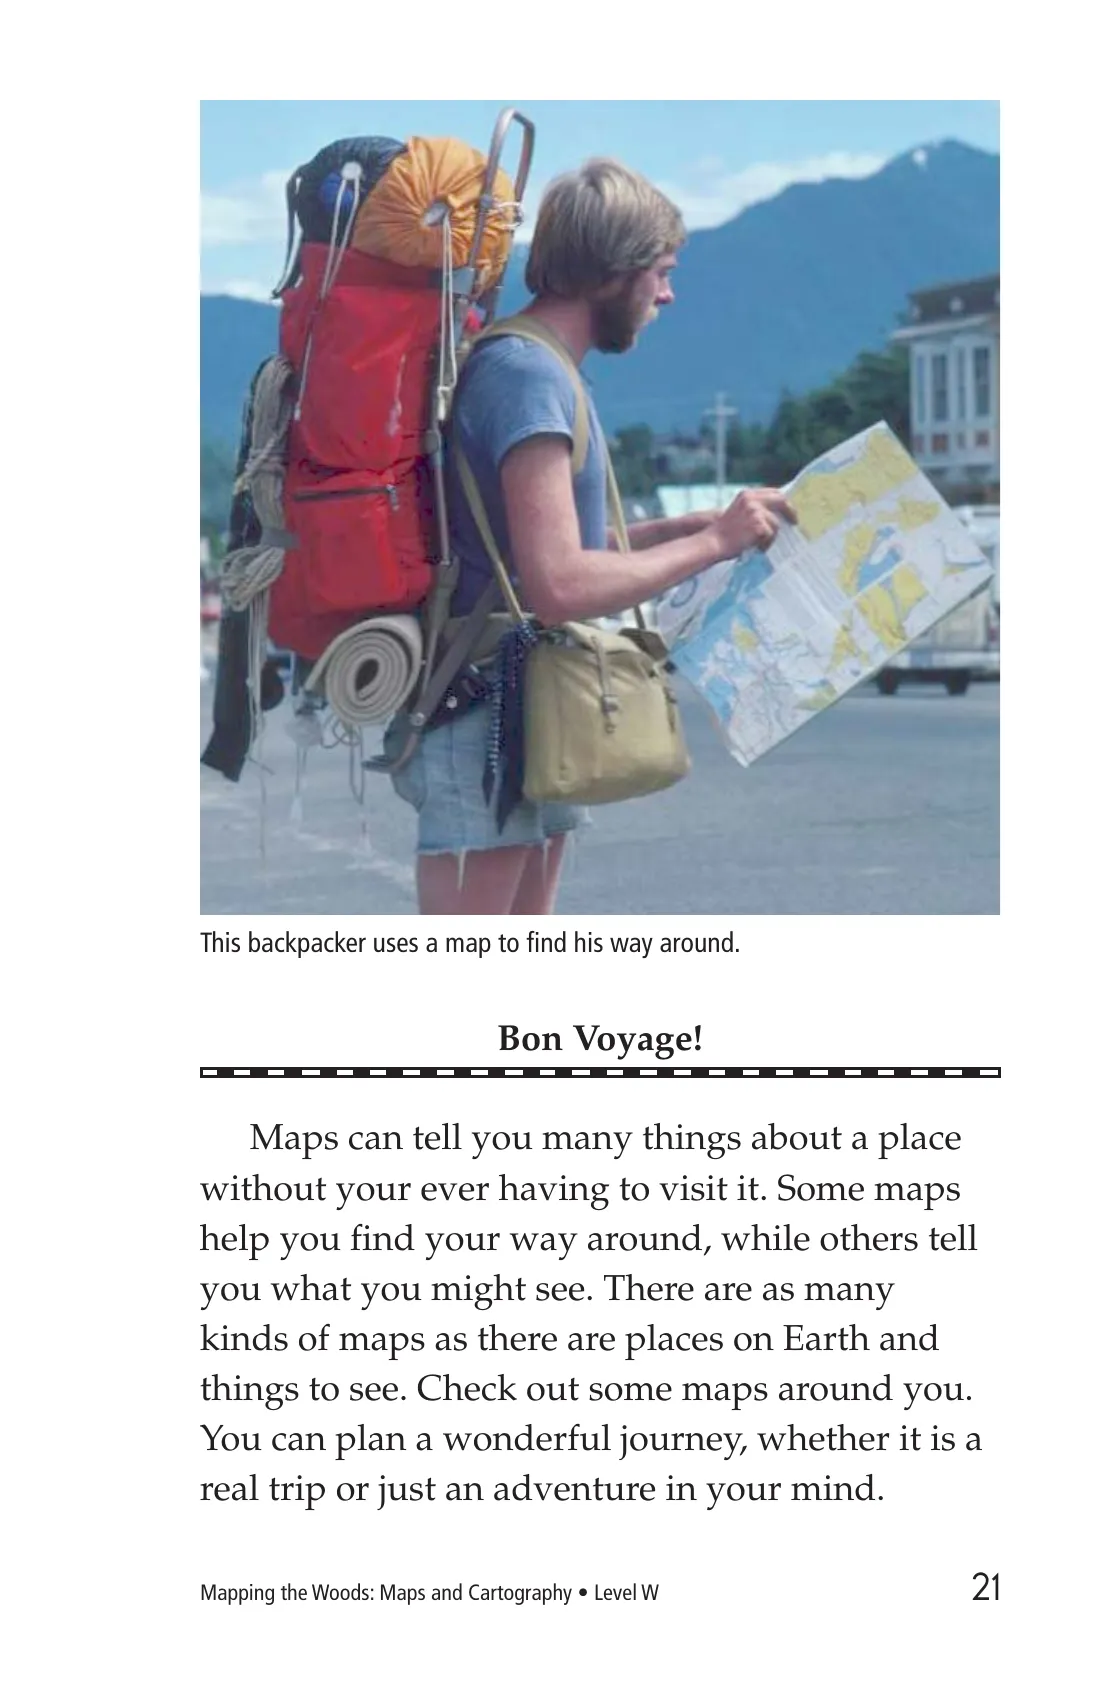 This backpacker uses a map to find his way around.
Bon Voyage!
Maps can tell you many things about a place
without your ever having to visit it. Some maps
help you find your way around, while others tell
you what you might see. There are as many
kinds of maps as there are places on Earth and
things to see. Check out some maps around you.
You can plan a wonderful journey, whether it is a
real trip or just an adventure in your mind.
Mapping the Woods: Maps and Cartography • Level W
21